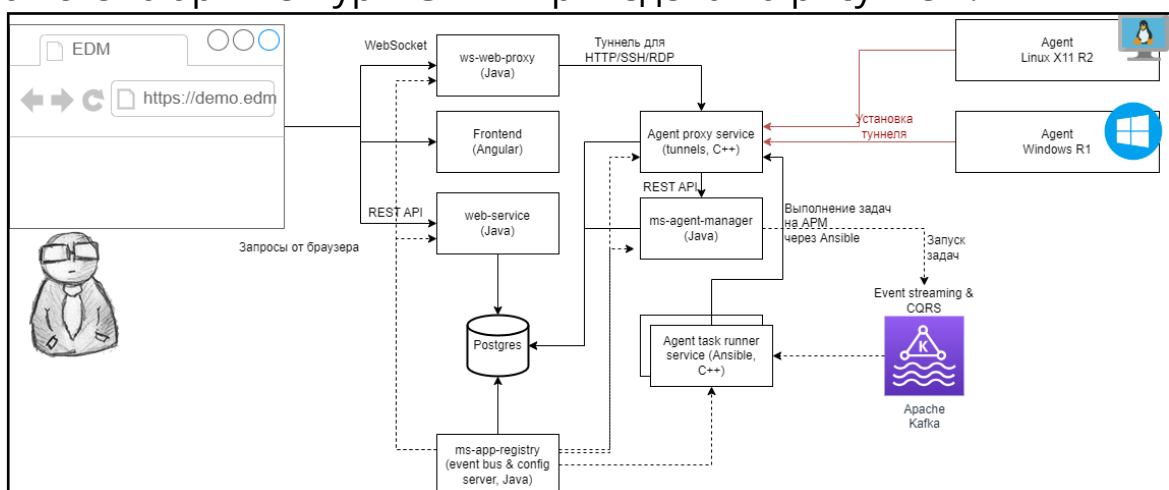 EDM
https://demo.edm
WebSocket
ws-web-proxy
(Java)
Туннель для
HTTP/SSH/RDP
Agent
Linux X11 R2
Frontend
(Angular)
Agent proxy service
(tunnels, C++)
Установка
туннеля
Agent
Windows R1
REST API
web-service
(Java)
REST API
ms-agent-manager
(Java)
Выполнение задач
на АРМ
через Ansible
Запросы от браузера
Запуск
задач
Event streaming &
CQRS
Postgres
Agent task runner
service (Ansible,
C++)
K
Apache
Kafka
ms-app-registry
(event bus & config
server, Java)